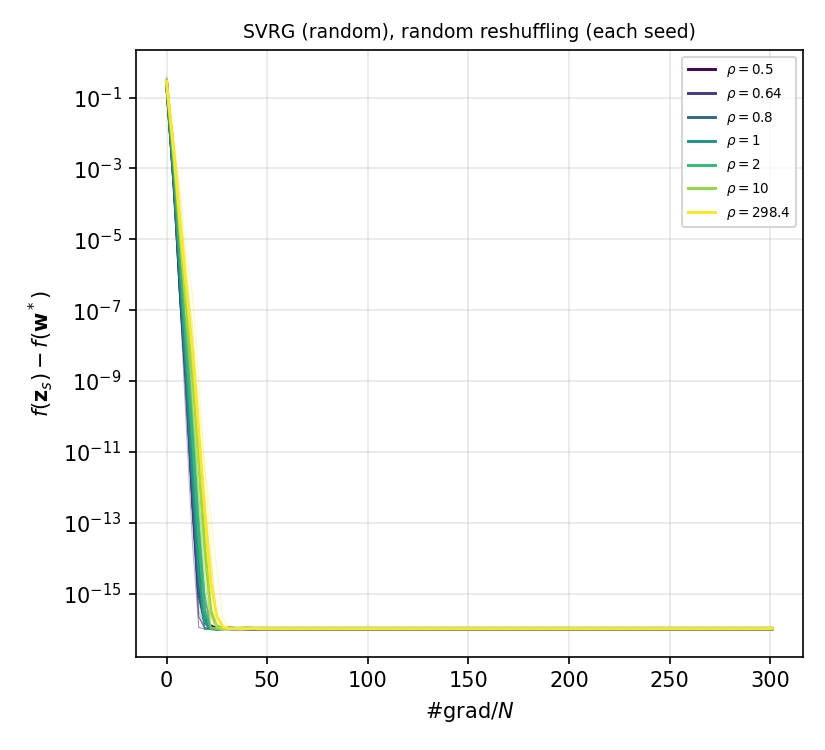 SVRG (random), random reshuffling (each seed)
10⁻¹
10⁻³
10⁻⁵
10⁻⁷
10⁻⁹
10⁻¹¹
10⁻¹³
10⁻¹⁵
f(𝐳ₛ) − f(𝐰*)
ρ = 0.5
ρ = 0.64
ρ = 0.8
ρ = 1
ρ = 2
ρ = 10
ρ = 298.4
0 50 100 150 200 250 300
#grad/N